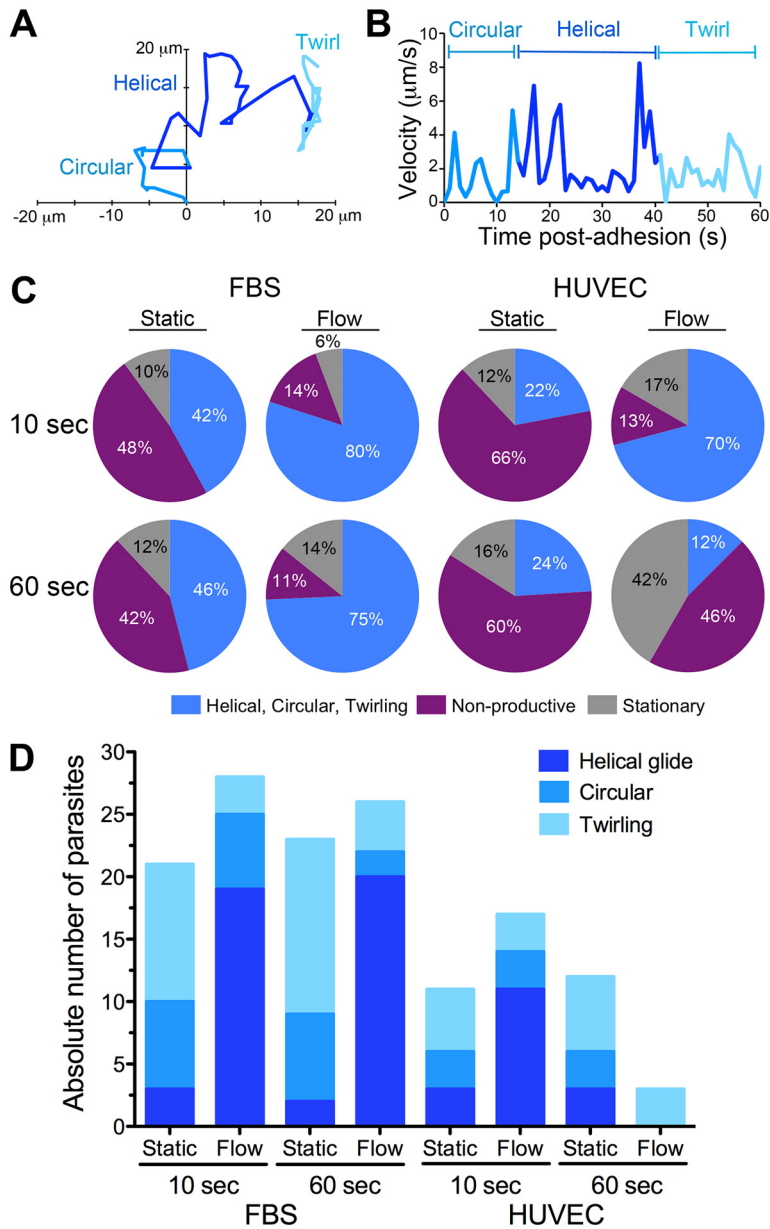 A
20 µm
Twirl
Helical
Circular
-20 µm
-10
0
10
20 µm
B
Circular
Helical
Twirl
Velocity (µm/s)
10
8
6
4
2
0
0
10
20
30
40
50
60
Time post-adhesion (s)
C
FBS
HUVEC
Static
Flow
Static
Flow
10 sec
10%
42%
48%
6%
14%
80%
12%
22%
66%
17%
13%
70%
60 sec
12%
46%
42%
14%
11%
75%
16%
24%
60%
12%
42%
46%
Helical, Circular, Twirling
Non-productive
Stationary
D
Absolute number of parasites
30
25
20
15
10
5
0
Helical glide
Circular
Twirling
Static Flow Static Flow Static Flow Static Flow
10 sec 60 sec 10 sec 60 sec
FBS HUVEC